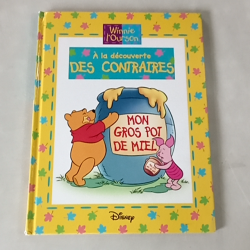 Winnie
l'Ourson
À la découverte
DES CONTRAIRES
MON
GROS POT
DE MIEL
DISNEY